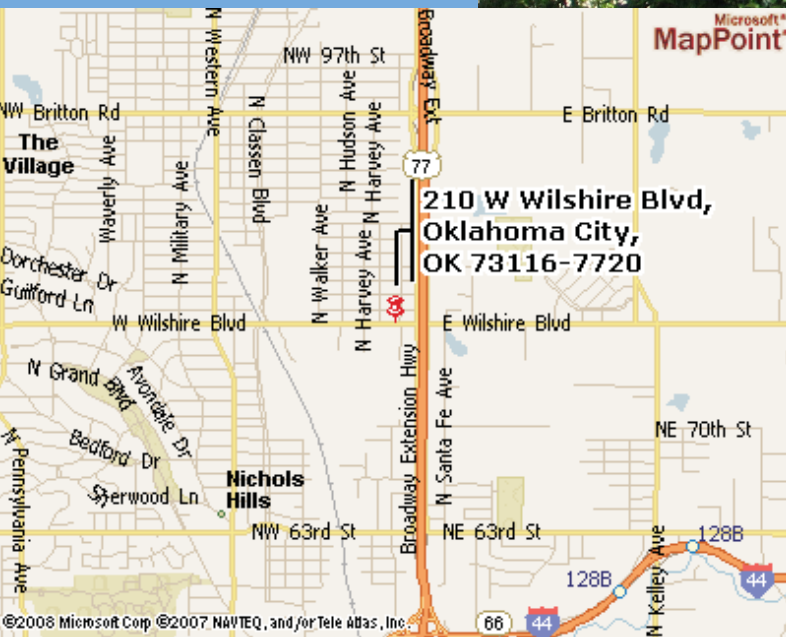 Microsoft®
MapPoint®
N Western Ave
Broadway Ext
NW 97th St
N Hudson Ave
N Harvey Ave
NW Britton Rd
E Britton Rd
N Classen Blvd
The
Village
Waverly Ave
N Military Ave
77
210 W Wilshire Blvd,
Oklahoma City,
OK 73116-7720
N Walker Ave
N Harvey Ave
Dorchester Dr
Guilford Ln
W Wilshire Blvd
E Wilshire Blvd
N Grand Blvd
Avondale Dr
Broadway Extension Hwy
N Santa Fe Ave
Bedford Dr
NE 70th St
N Pennsylvania Ave
Sherwood Ln
Nichols
Hills
NW 63rd St
NE 63rd St
128B
N Kelley Ave
128B
44
66
44
©2008 Microsoft Corp ©2007 NAVTEQ, and/or Tele Atlas, Inc.